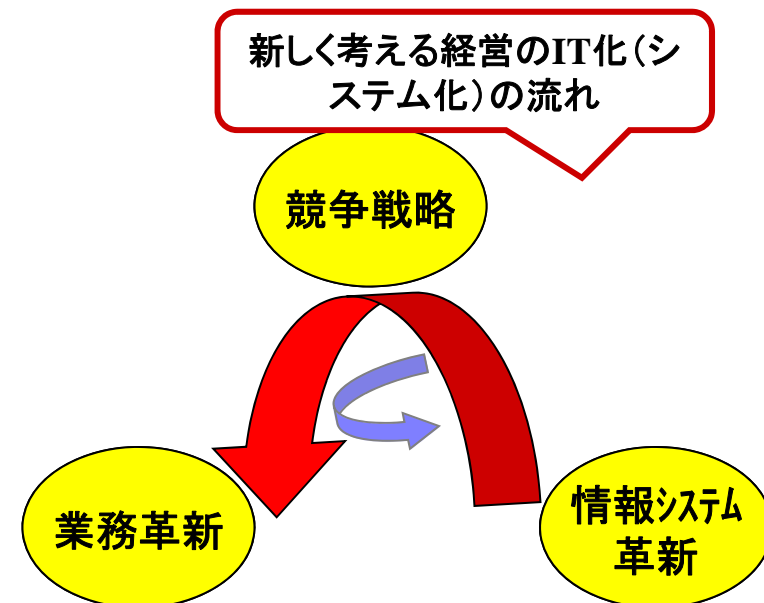 新しく考える経営のIT化（シ
ステム化）の流れ
競争戦略
業務革新
情報ｼｽﾃﾑ
革新